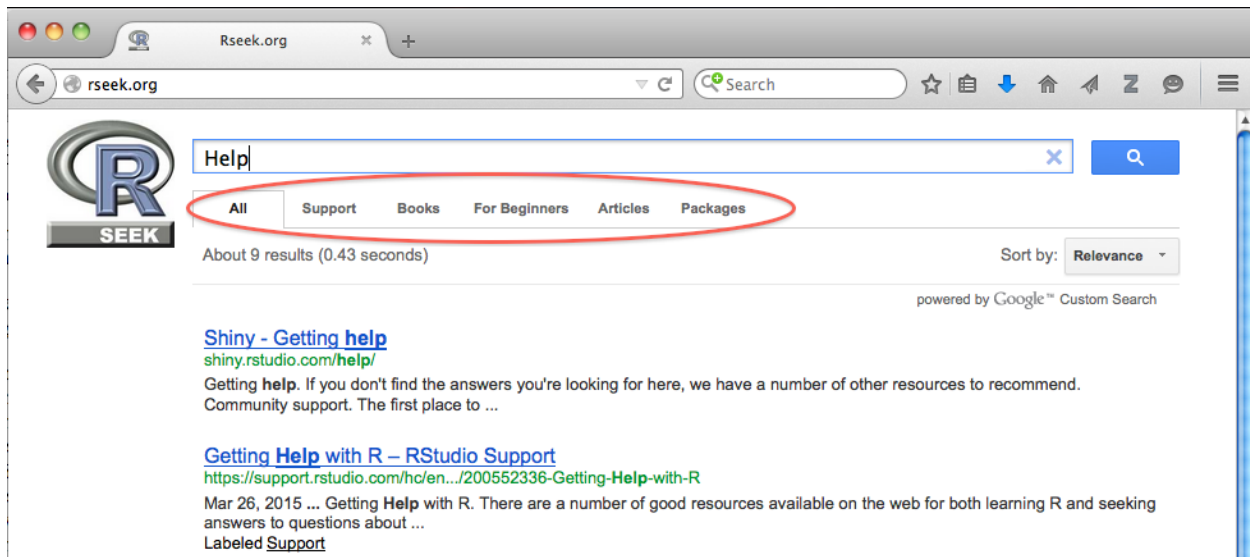 Rseek.org
rseek.org
Search
Z
R
SEEK
Help
All Support Books For Beginners Articles Packages
About 9 results (0.43 seconds)
Sort by: Relevance
powered by Google™ Custom Search
Shiny - Getting help
shiny.rstudio.com/help/
Getting help. If you don't find the answers you're looking for here, we have a number of other resources to recommend.
Community support. The first place to ...
Getting Help with R – RStudio Support
https://support.rstudio.com/hc/en.../200552336-Getting-Help-with-R
Mar 26, 2015 ... Getting Help with R. There are a number of good resources available on the web for both learning R and seeking
answers to questions about ...
Labeled Support